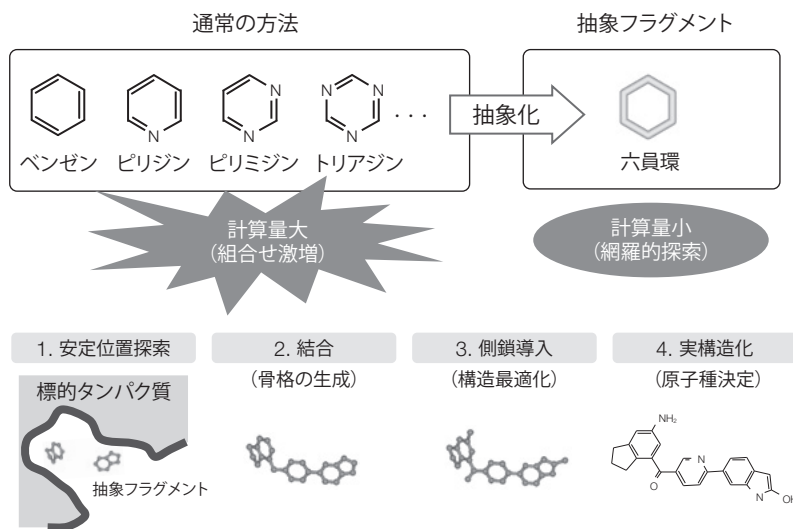 通常の方法
抽象フラグメント
N
N
N
N
N
N
・・・
抽象化
ベンゼン
ピリジン
ピリミジン
トリアジン
六員環
計算量大
（組合せ激増）
計算量小
（網羅的探索）
1. 安定位置探索
2. 結合
（骨格の生成）
3. 側鎖導入
（構造最適化）
4. 実構造化
（原子種決定）
標的タンパク質
抽象フラグメント
NH₂
N
O
N
OH